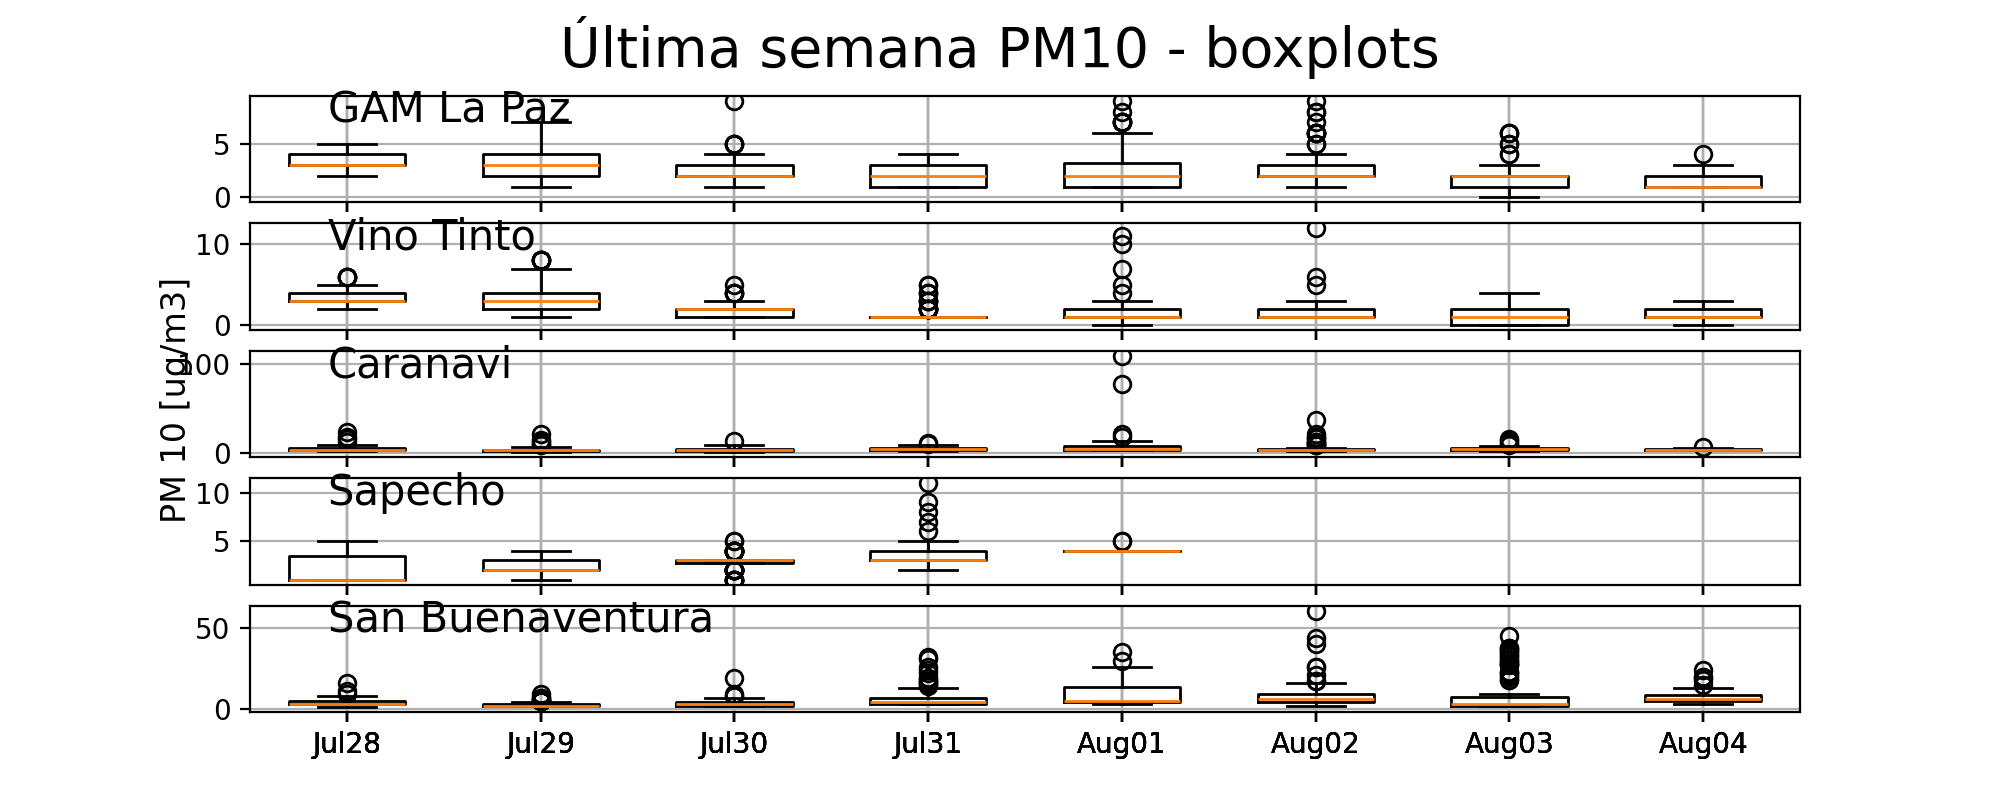 Última semana PM10 - boxplots
GAM La Paz
5
0
Vino Tinto
10
0
PM 10 [ug/m3]
Caranavi
100
0
Sapecho
10
5
San Buenaventura
50
0
Jul28 Jul29 Jul30 Jul31 Aug01 Aug02 Aug03 Aug04